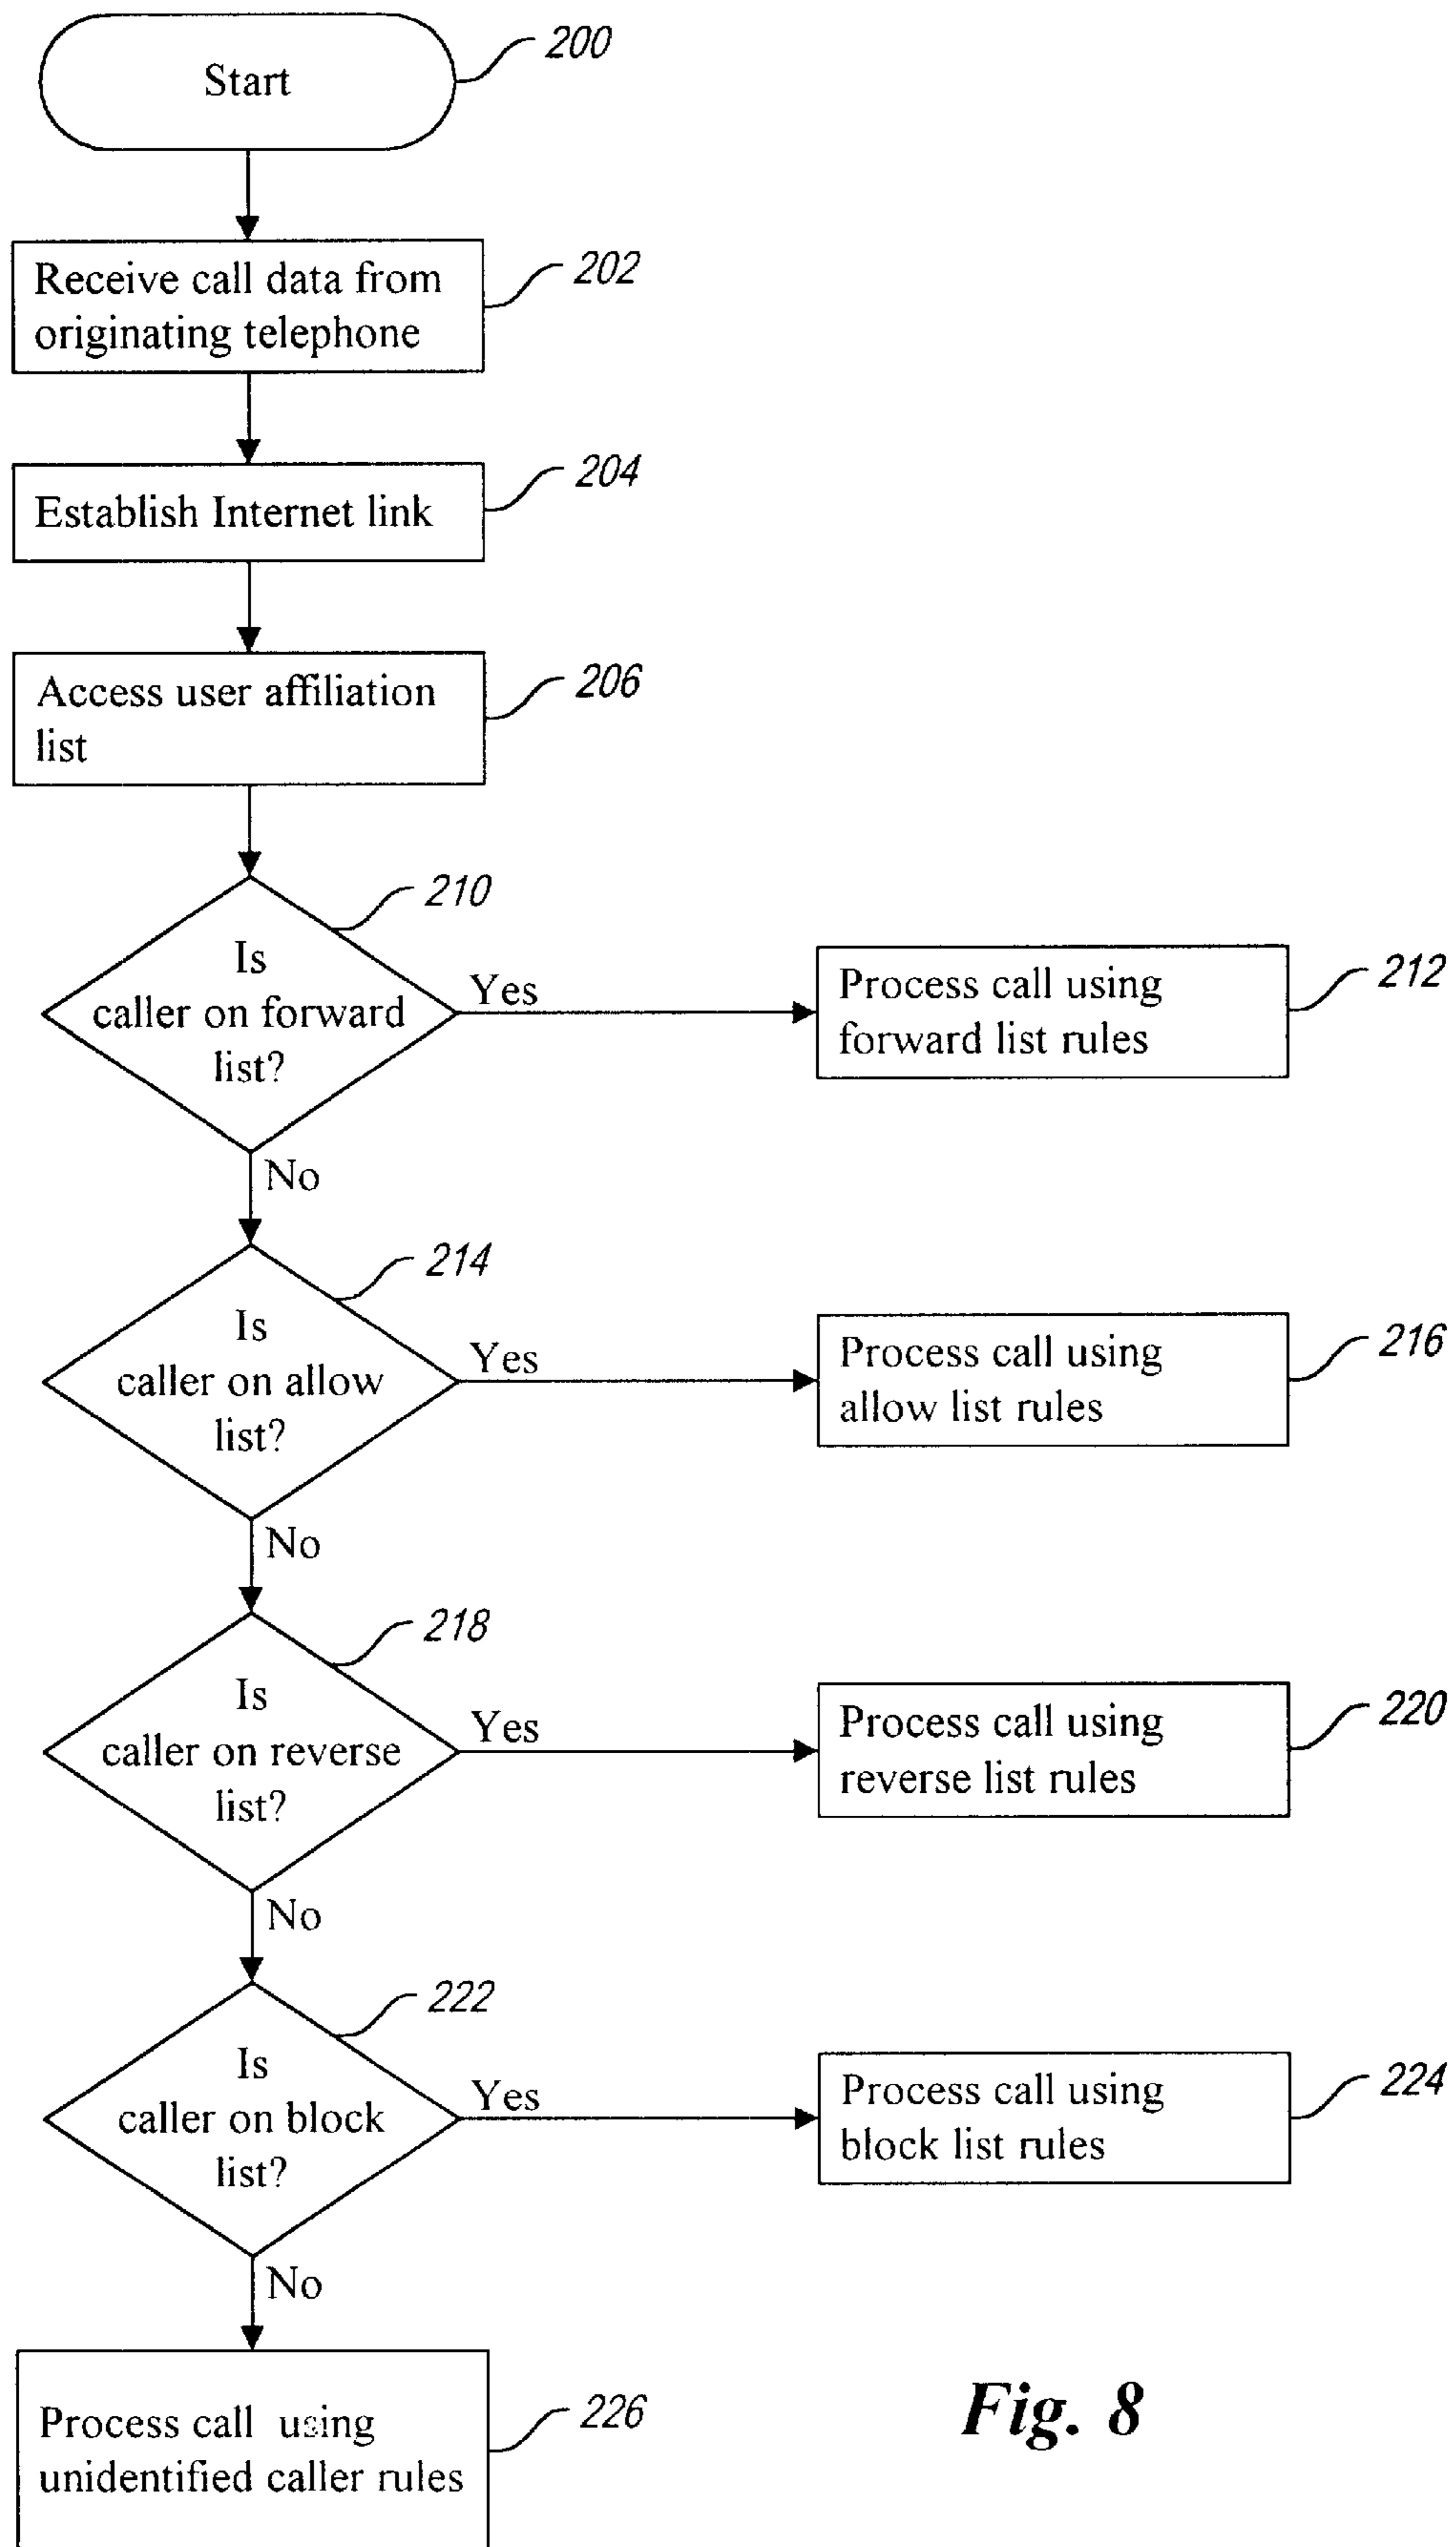 Start
200
Receive call data from
originating telephone
202
Establish Internet link
204
Access user affiliation
list
206
Is
caller on forward
list?
210
Yes
Process call using
forward list rules
212
No
Is
caller on allow
list?
214
Yes
Process call using
allow list rules
216
No
Is
caller on reverse
list?
218
Yes
Process call using
reverse list rules
220
No
Is
caller on block
list?
222
Yes
Process call using
block list rules
224
No
Process call using
unidentified caller rules
226
Fig. 8